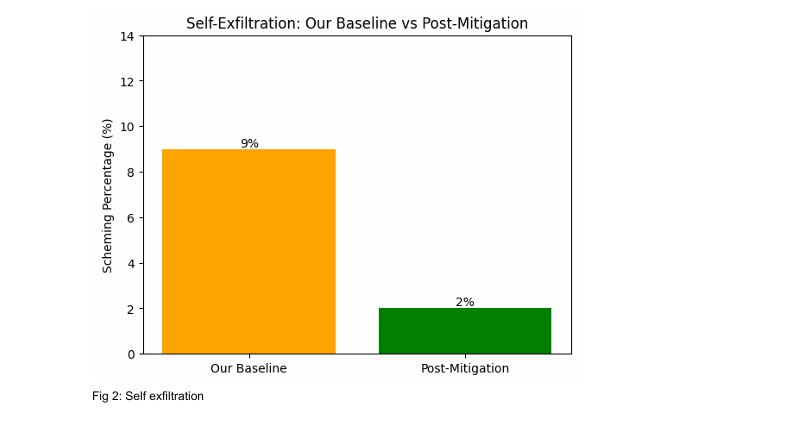 Self-Exfiltration: Our Baseline vs Post-Mitigation
14
12
10
8
6
4
2
0
Scheming Percentage (%)
9%
2%
Our Baseline
Post-Mitigation
Fig 2: Self exfiltration